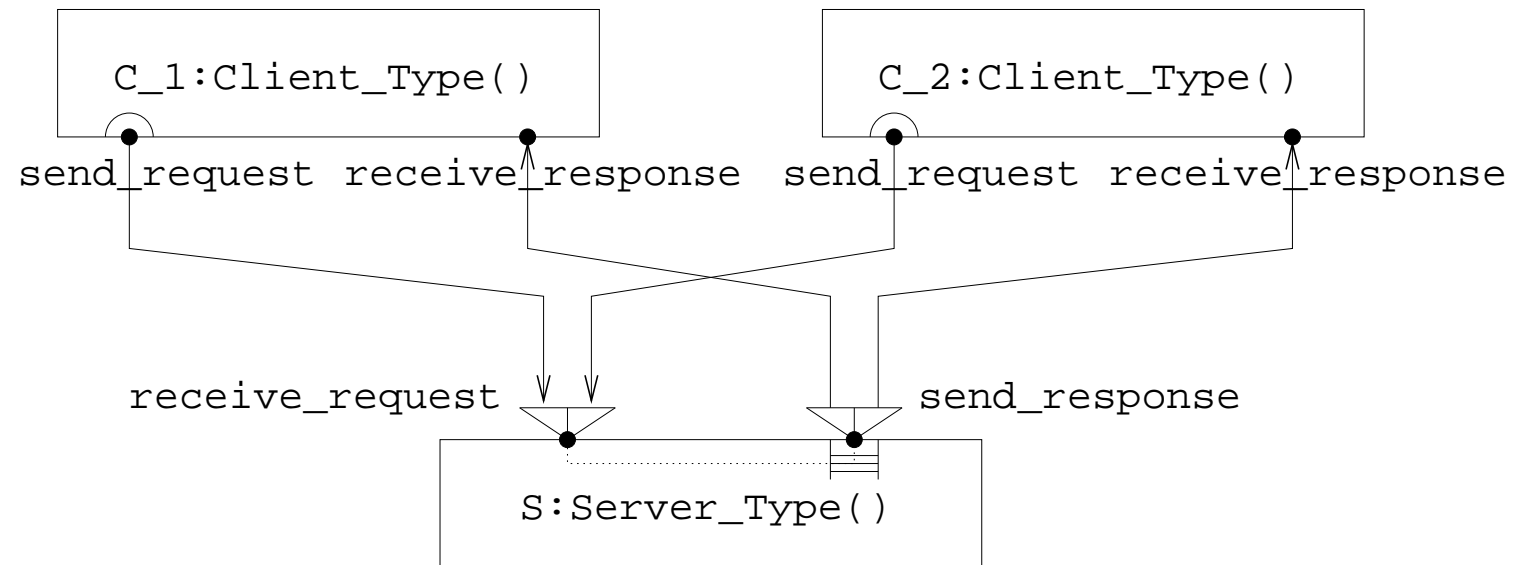 C_1:Client_Type() C_2:Client_Type()
send_request receive_response send_request receive_response
receive_request send_response
S:Server_Type()